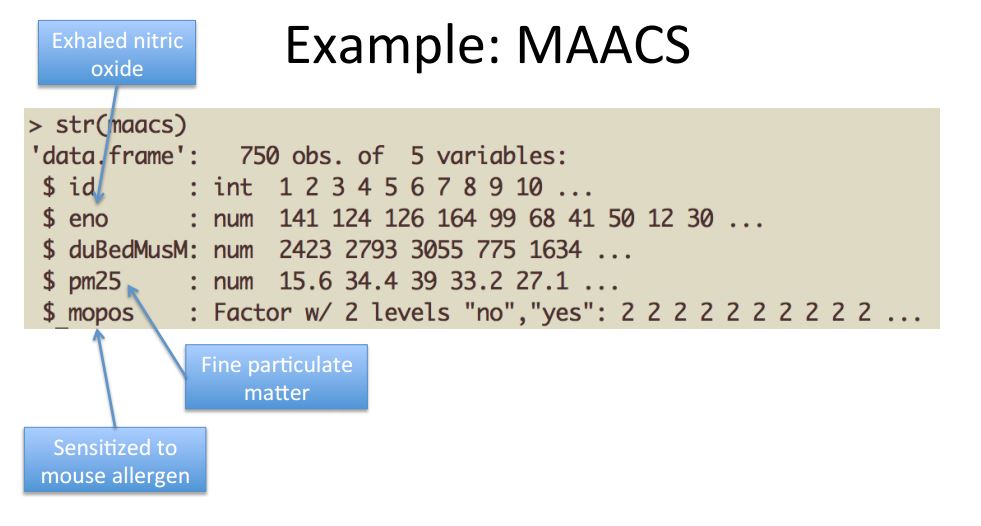 Exhaled nitric
oxide
Example: MAACS
> str(maacs)
'data.frame':   750 obs. of  5 variables:
 $ id       : int  1 2 3 4 5 6 7 8 9 10 ...
 $ eno      : num  141 124 126 164 99 68 41 50 12 30 ...
 $ duBedMusM: num  2423 2793 3055 775 1634 ...
 $ pm25     : num  15.6 34.4 39 33.2 27.1 ...
 $ mopos    : Factor w/ 2 levels "no","yes": 2 2 2 2 2 2 2 2 2 2 ...
Fine particulate
matter
Sensitized to
mouse allergen